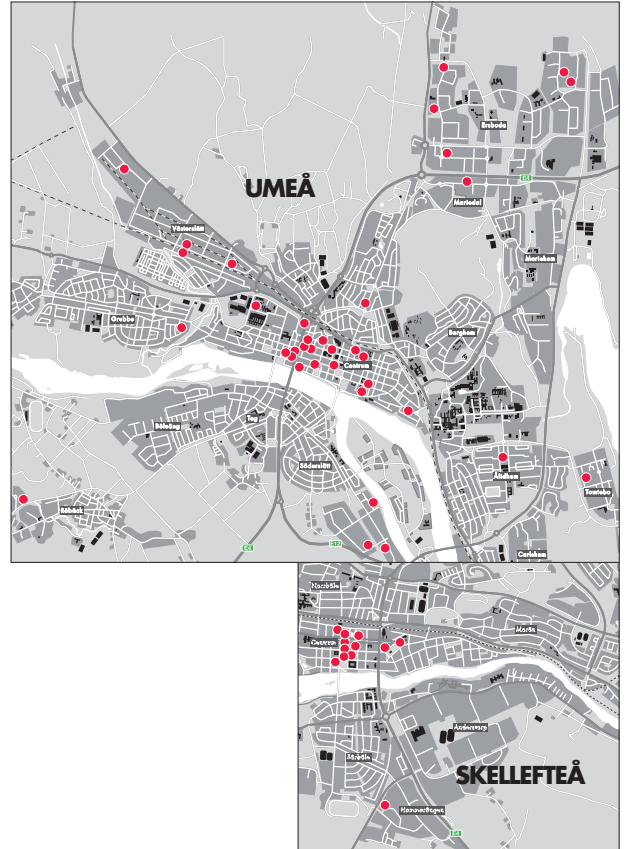 Ersboda
E4
UMEÅ
Mariedal
Västerslätt
Mariehem
Grubbe
Berghem
Centrum
Böleäng
Teg
Söderslätt
Ålidhem
Tomtebo
Röbäck
E4
E12
Carlshem
Norrböle
Centrum
Morön
Anderstorp
Sörböle
SKELLEFTEÅ
Hammarängen
E4